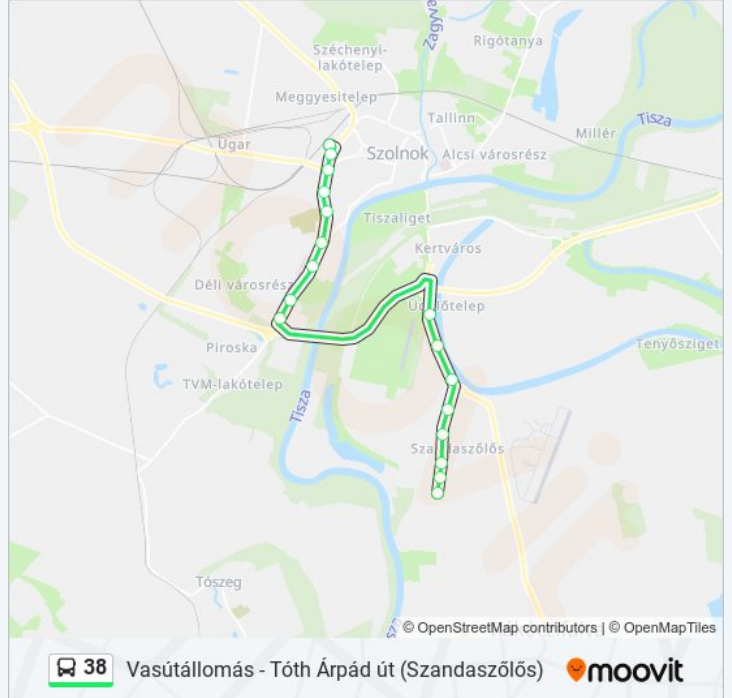 Zagyva
Rigótanya
Széchenyi-
lakótelep
Meggyesitelep
Tallinn
Tisza
Millér
Ugar
Szolnok
Alcsi városrész
Tiszaliget
Kertváros
Déli városrész
Üdülőtelep
Piroska
Tenyősziget
TVM-lakótelep
Tisza
Szandaszőlős
Tószeg
© OpenStreetMap contributors | © OpenMapTiles
38 Vasútállomás - Tóth Árpád út (Szandaszőlős) moovit